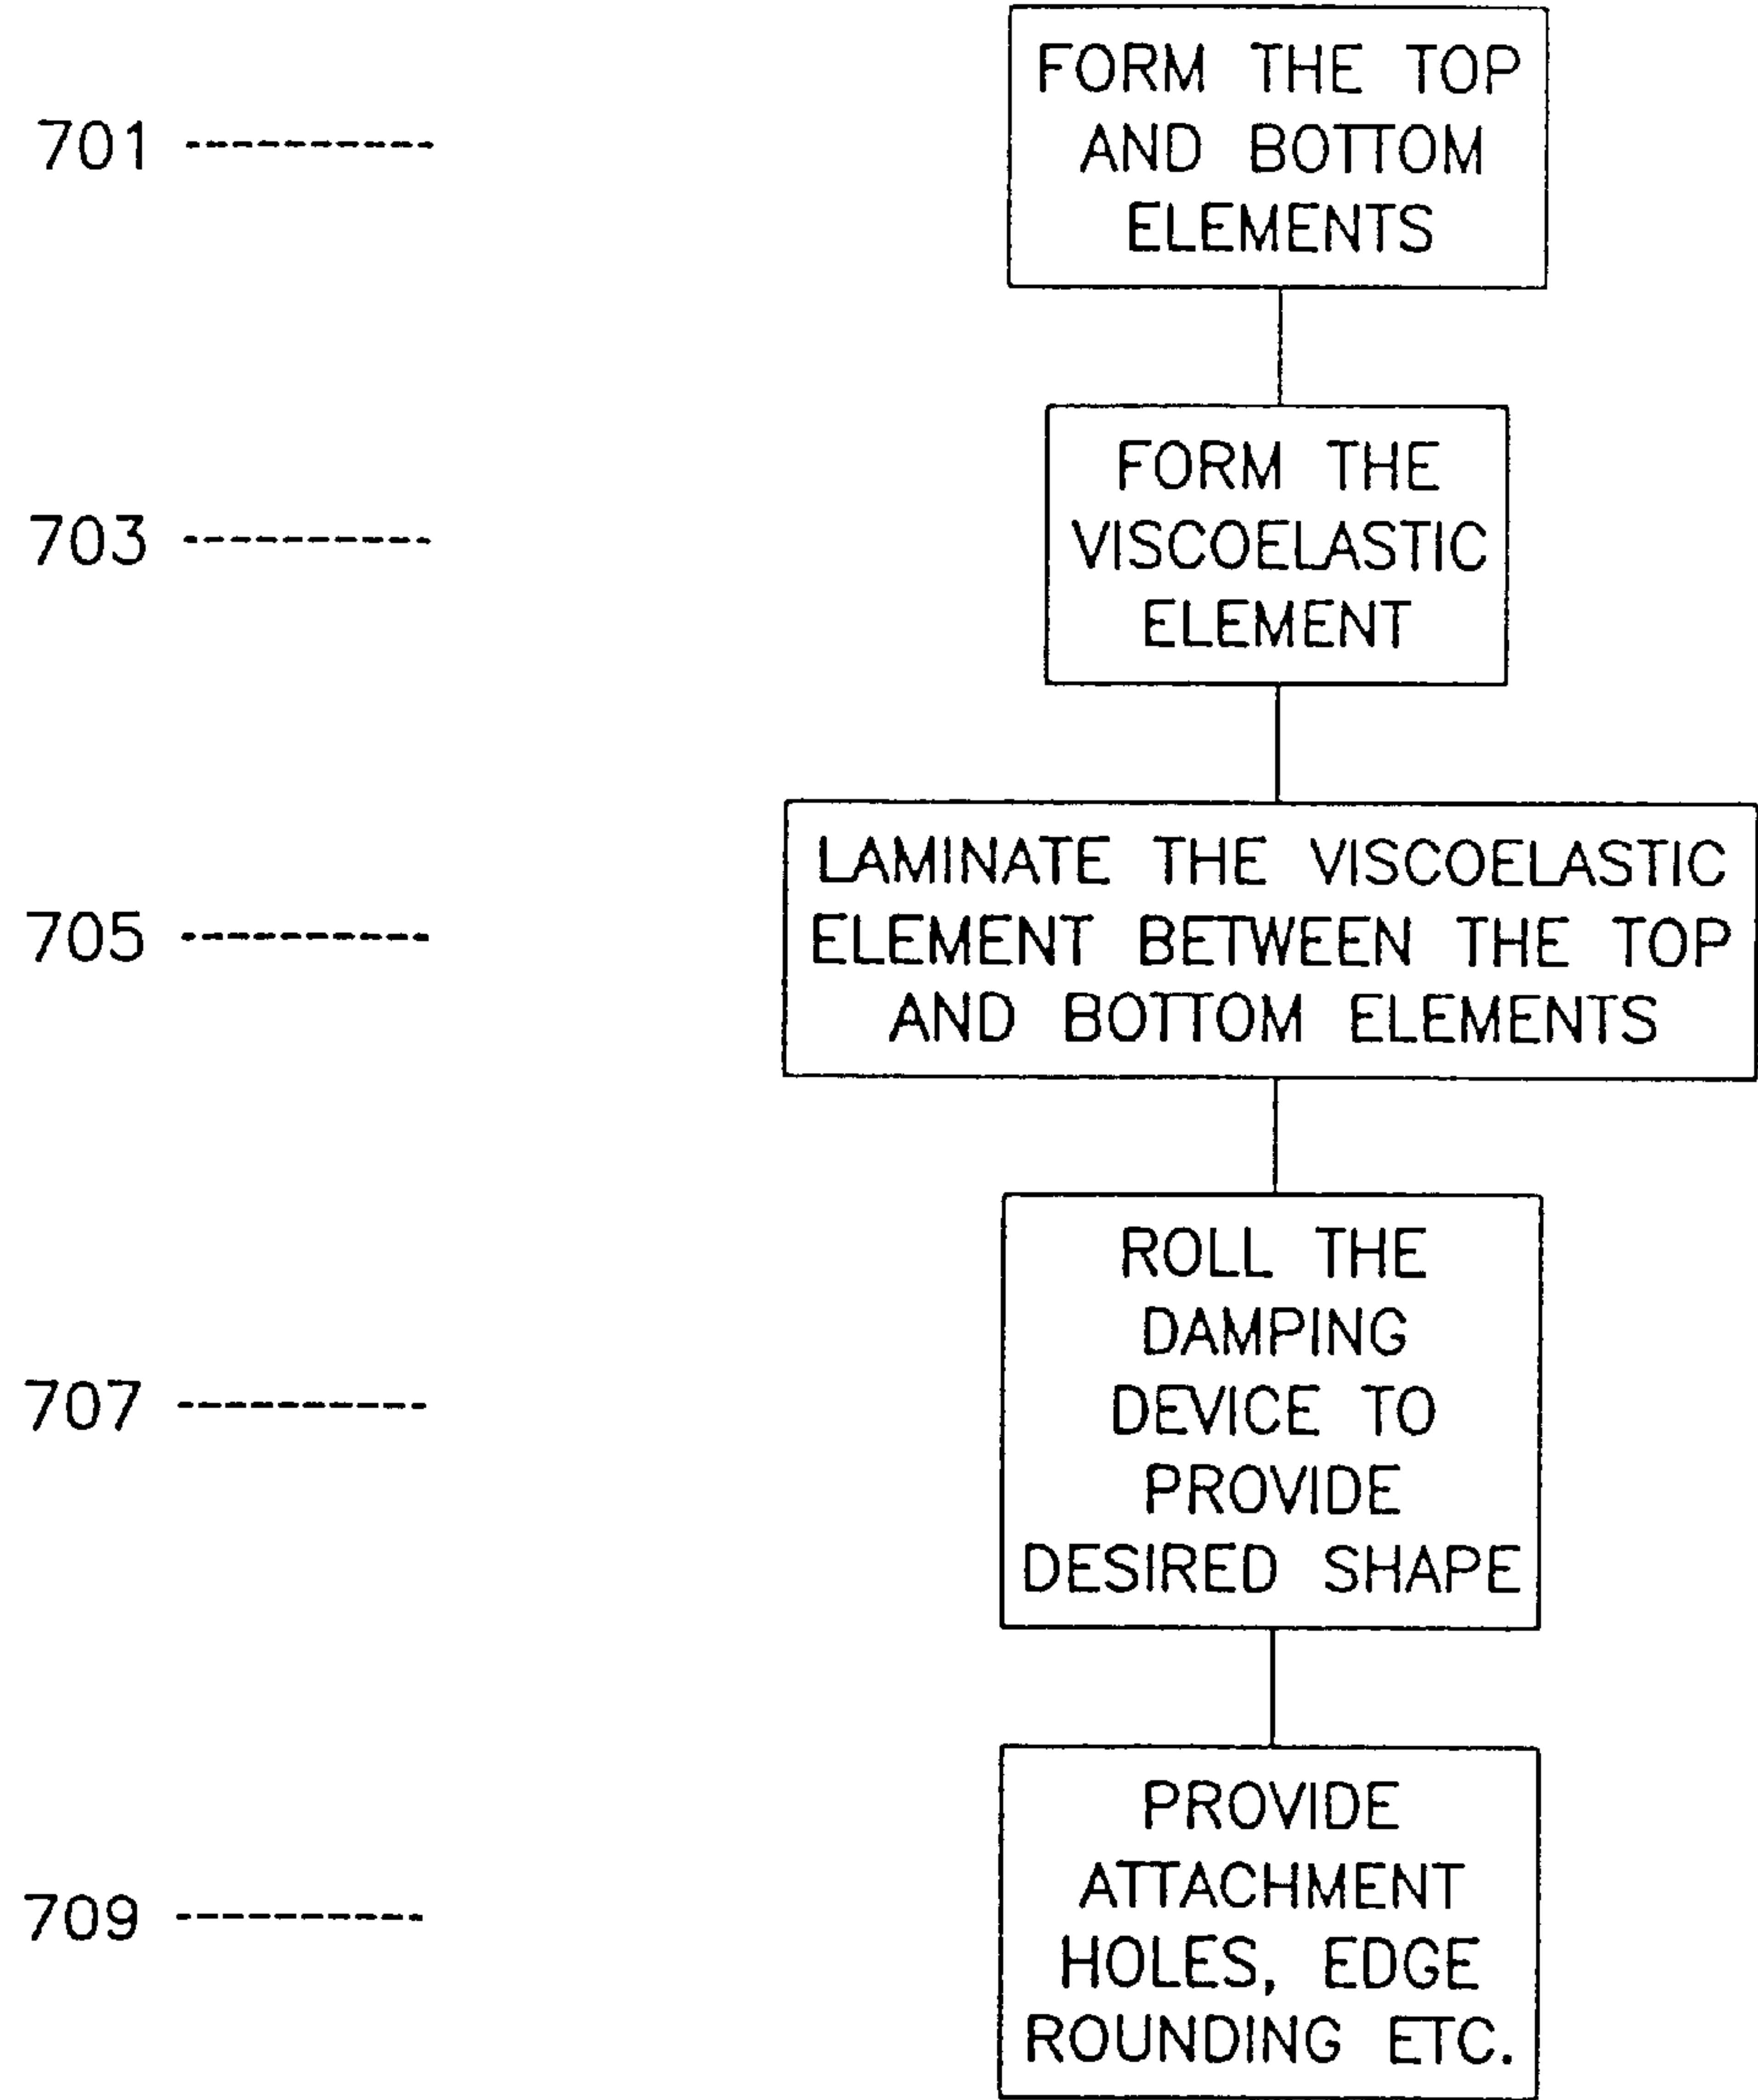 FORM THE TOP
701 ----------
AND BOTTOM
ELEMENTS
FORM THE
703 ----------
VISCOELASTIC
ELEMENT
LAMINATE THE VISCOELASTIC
705 ----------
ELEMENT BETWEEN THE TOP
AND BOTTOM ELEMENTS
ROLL THE
DAMPING
707 ----------
DEVICE TO
PROVIDE
DESIRED SHAPE
PROVIDE
ATTACHMENT
709 ----------
HOLES, EDGE
ROUNDING ETC.